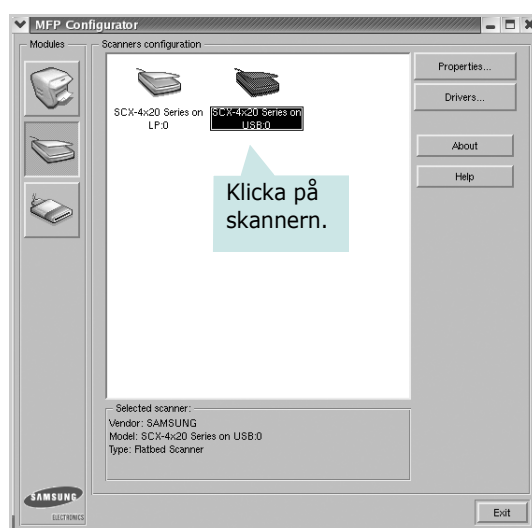 MFP Configurator
Modules
Scanners configuration
SCX-4x20 Series on
LP:0
SCX-4x20 Series on
USB:0
Klicka på
skannern.
Properties...
Drivers...
About
Help
Selected scanner:
Vendor: SAMSUNG
Model: SCX-4x20 Series on USB:0
Type: Flatbed Scanner
SAMSUNG
ELECTRONICS
Exit